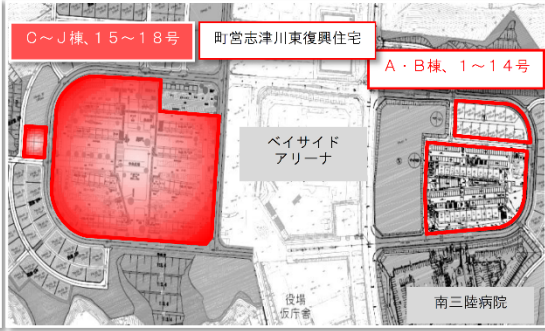 C～J棟、１５～１８号
町営志津川東復興住宅
A・B棟、１～１４号
ベイサイド
アリーナ
役場
仮庁舎
南三陸病院